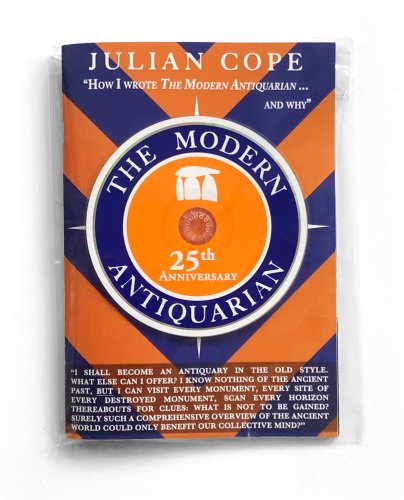 JULIAN COPE
“HOW I WROTE THE MODERN ANTIQUARIAN ...
AND WHY”
THE MODERN
25th
ANNIVERSARY
ANTIQUARIAN
“I SHALL BECOME AN ANTIQUARY IN THE OLD STYLE.
WHAT ELSE CAN I OFFER? I KNOW NOTHING OF THE ANCIENT
PAST, BUT I CAN VISIT EVERY MONUMENT, EVERY SITE OF
EVERY DESTROYED MONUMENT, SCAN EVERY HORIZON
THEREABOUTS FOR CLUES: WHAT IS NOT TO BE GAINED?
SURELY SUCH A COMPREHENSIVE OVERVIEW OF THE ANCIENT
WORLD COULD ONLY BENEFIT OUR COLLECTIVE MIND?”